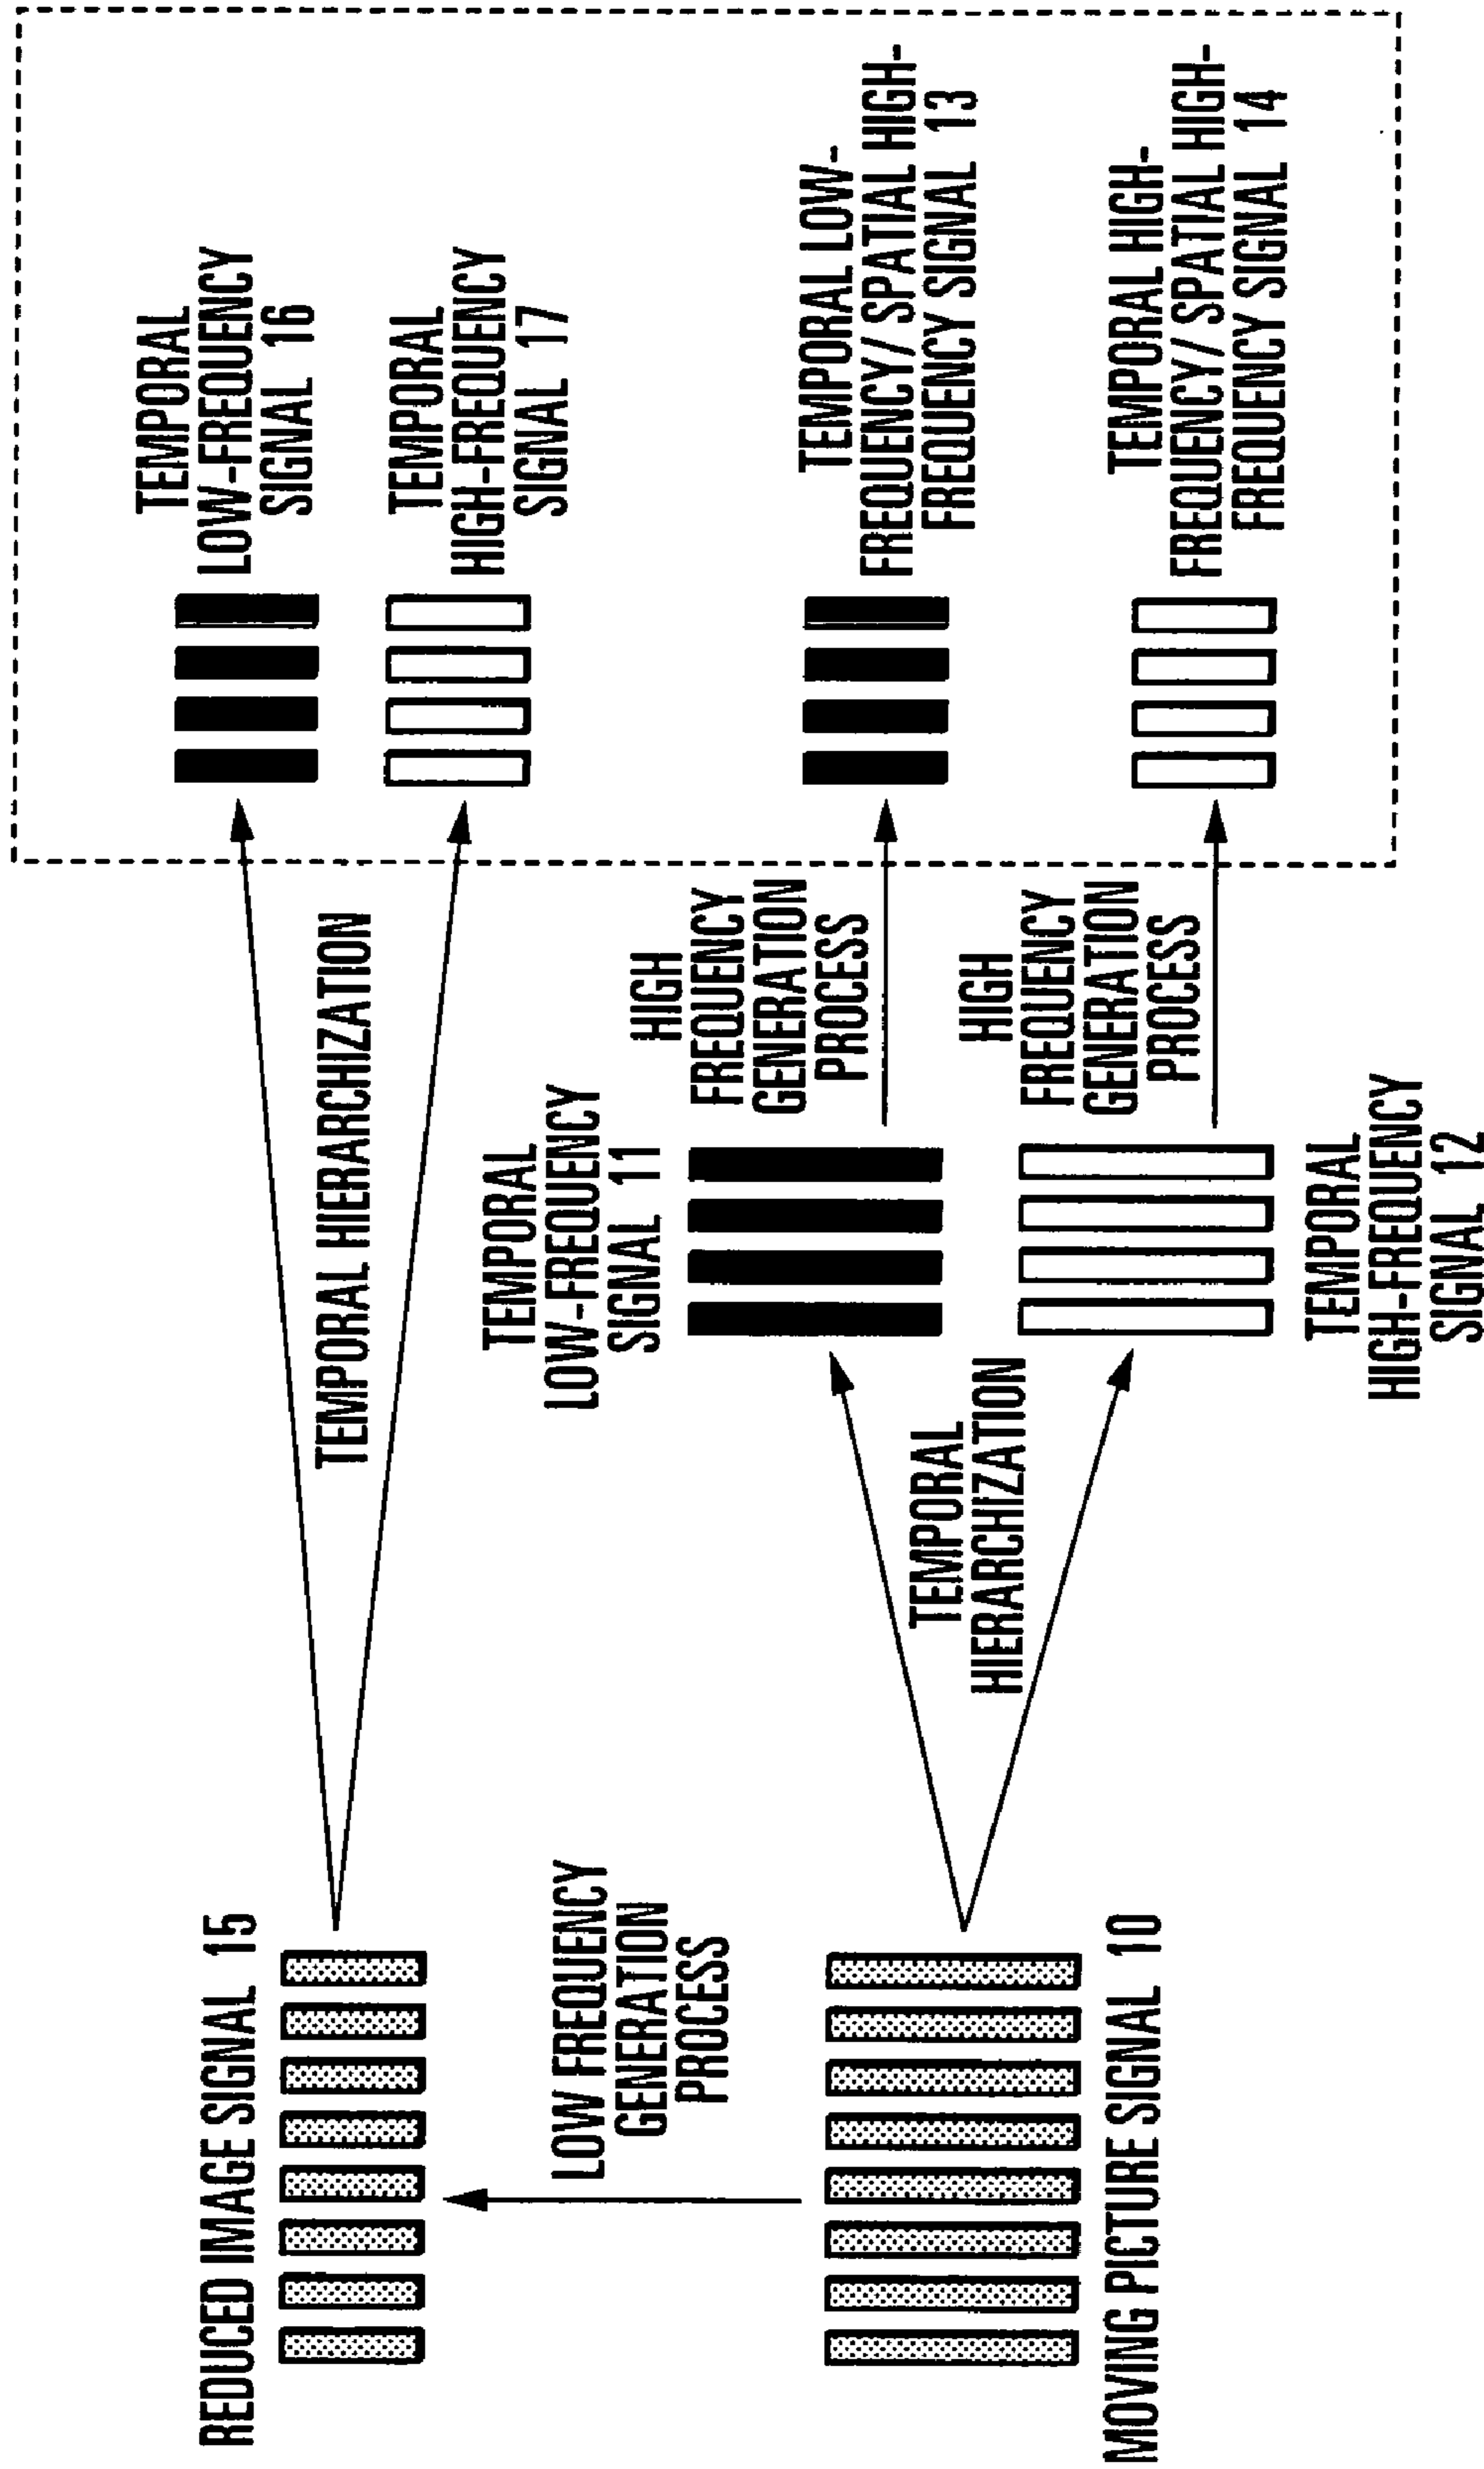 REDUCED IMAGE SIGNAL 15
TEMPORAL HIERARCHIZATION
TEMPORAL
LOW-FREQUENCY
SIGNAL 16
TEMPORAL
HIGH-FREQUENCY
SIGNAL 17
LOW FREQUENCY
GENERATION
PROCESS
MOVING PICTURE SIGNAL 10
TEMPORAL
HIERARCHIZATION
TEMPORAL
LOW-FREQUENCY
SIGNAL 11
TEMPORAL
HIGH-FREQUENCY
SIGNAL 12
HIGH
FREQUENCY
GENERATION
PROCESS
HIGH
FREQUENCY
GENERATION
PROCESS
TEMPORAL LOW-
FREQUENCY/SPATIAL HIGH-
FREQUENCY SIGNAL 13
TEMPORAL HIGH-
FREQUENCY/SPATIAL HIGH-
FREQUENCY SIGNAL 14